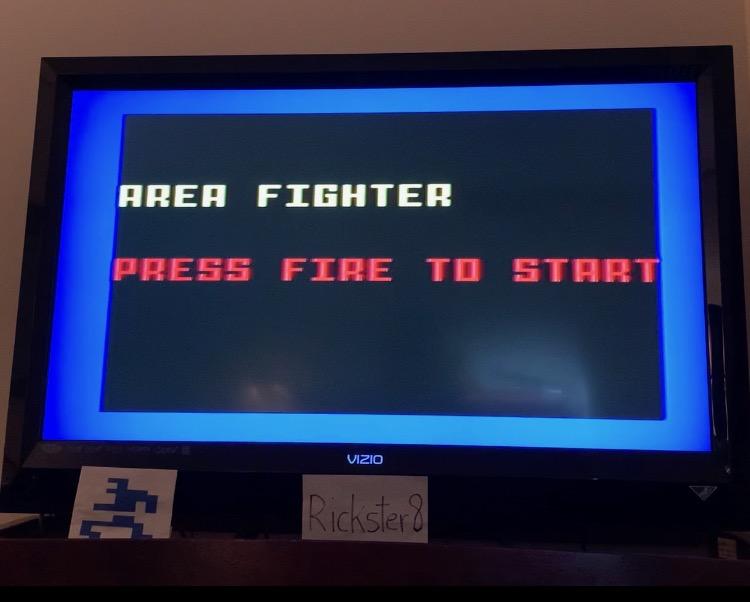 AREA FIGHTER
PRESS FIRE TO START
VIZIO
Rickster8